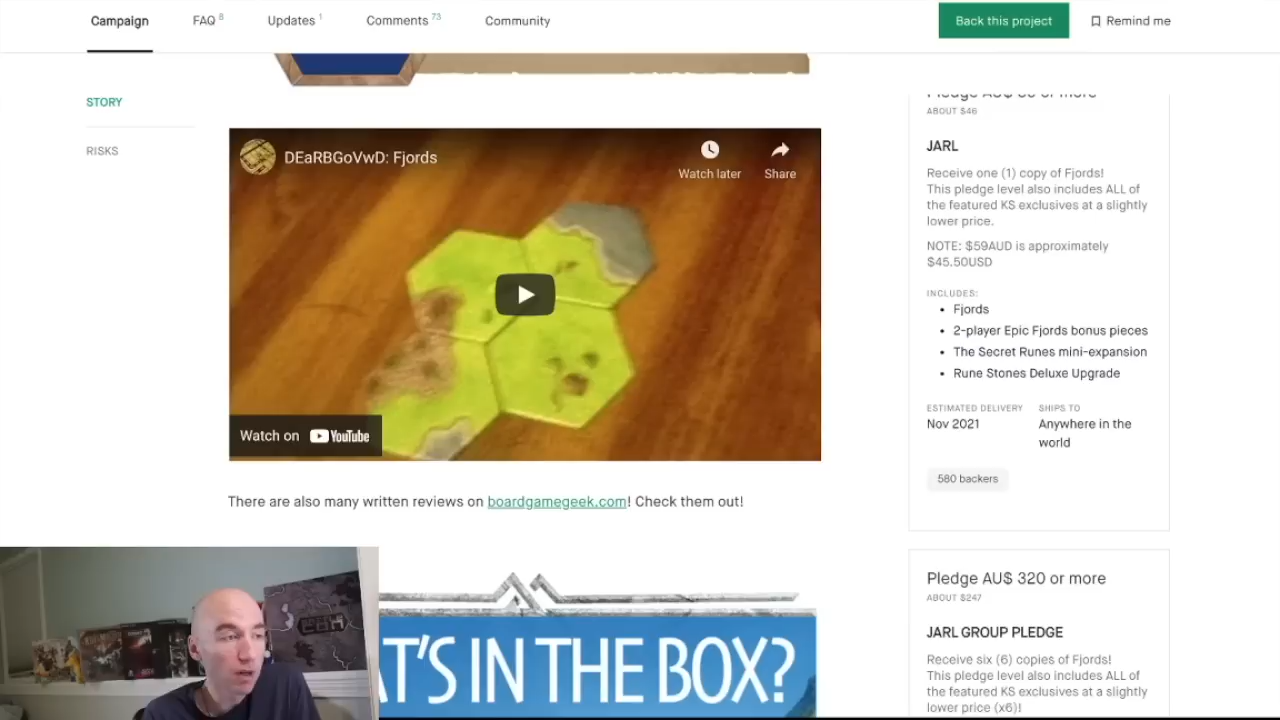 Campaign
FAQ 8
Updates 1
Comments 73
Community
Back this project
Remind me
STORY
RISKS
DEaRBGoVwD: Fjords
Watch later
Share
Watch on YouTube
There are also many written reviews on boardgamegeek.com! Check them out!
T'S IN THE BOX?
ABOUT $46
JARL
Receive one (1) copy of Fjords!
This pledge level also includes ALL of
the featured KS exclusives at a slightly
lower price.
NOTE: $59AUD is approximately
$45.50USD
INCLUDES:
• Fjords
• 2-player Epic Fjords bonus pieces
• The Secret Runes mini-expansion
• Rune Stones Deluxe Upgrade
ESTIMATED DELIVERY
Nov 2021
SHIPS TO
Anywhere in the
world
580 backers
Pledge AU$ 320 or more
ABOUT $247
JARL GROUP PLEDGE
Receive six (6) copies of Fjords!
This pledge level also includes ALL of
the featured KS exclusives at a slightly
lower price (x6)!